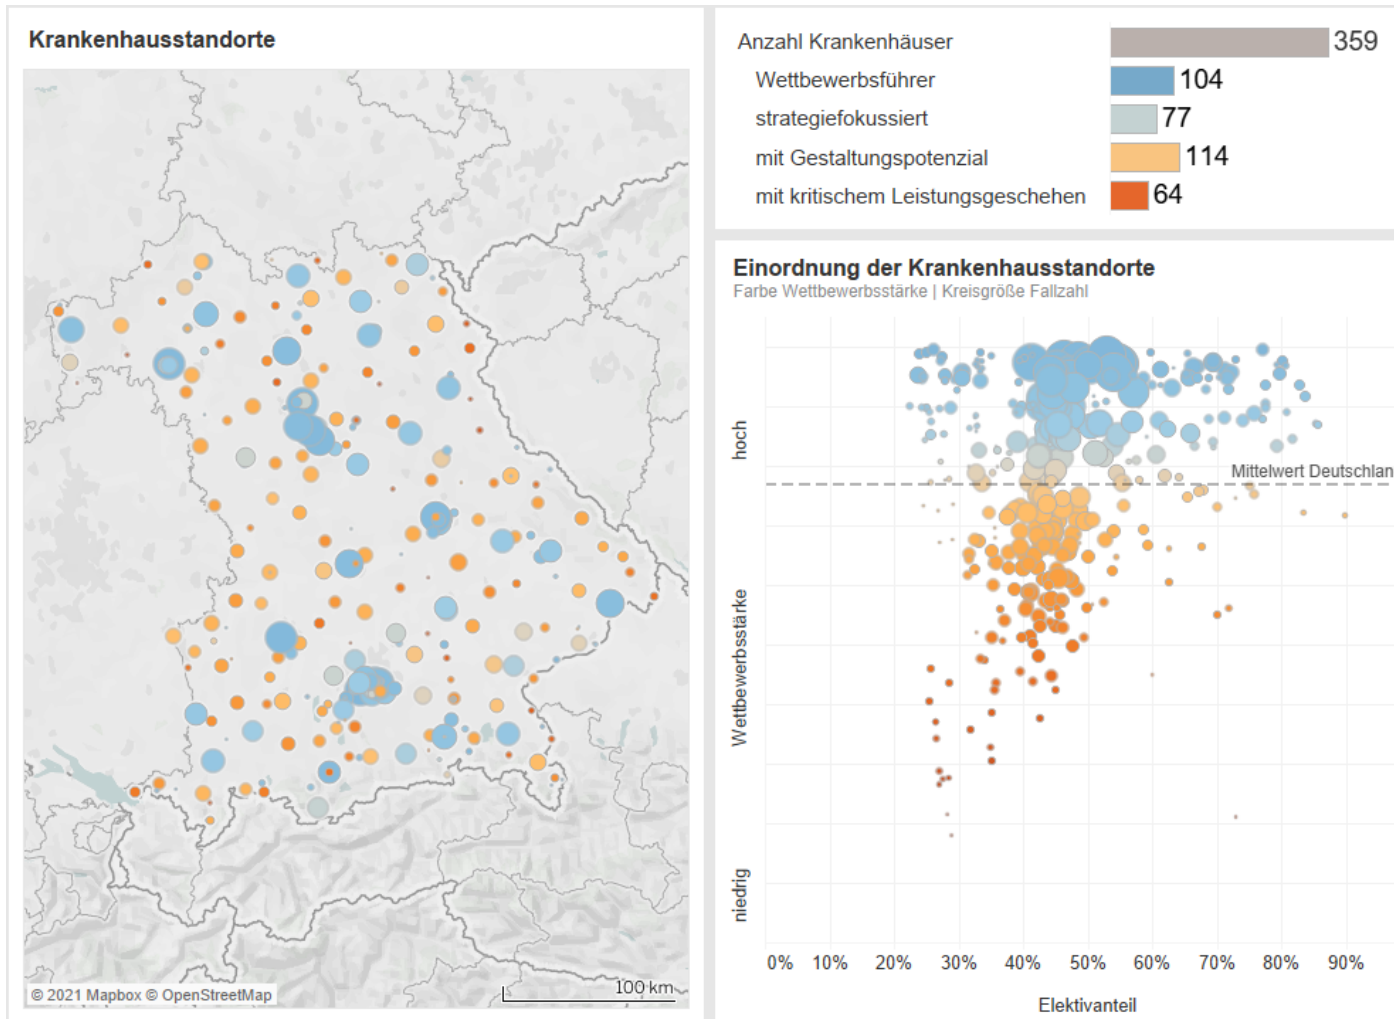 Krankenhausstandorte
© 2021 Mapbox © OpenStreetMap
100 km
Anzahl Krankenhäuser 359
Wettbewerbsführer 104
strategiefokussiert 77
mit Gestaltungspotenzial 114
mit kritischem Leistungsgeschehen 64
Einordnung der Krankenhausstandorte
Farbe Wettbewerbsstärke | Kreisgröße Fallzahl
hoch
Mittelwert Deutschlan
Wettbewerbsstärke
niedrig
0% 10% 20% 30% 40% 50% 60% 70% 80% 90%
Elektivanteil